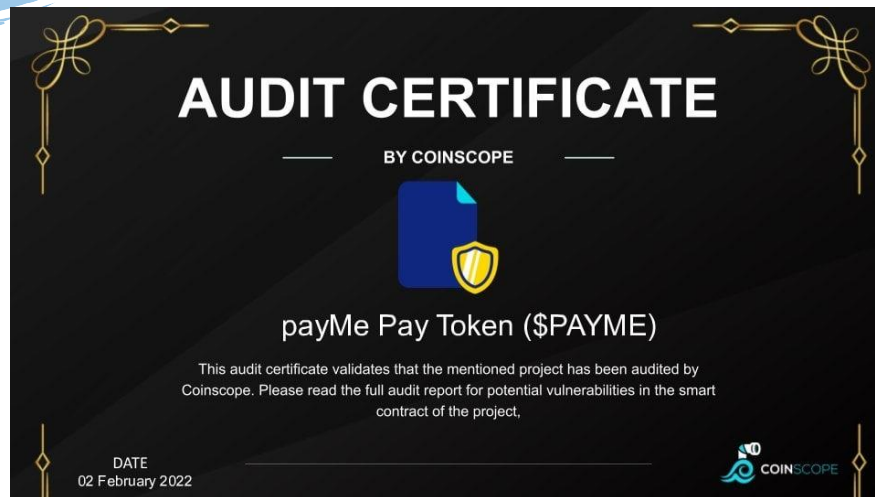 AUDIT CERTIFICATE
BY COINSCOPE
payMe Pay Token ($PAYME)
This audit certificate validates that the mentioned project has been audited by
Coinscope. Please read the full audit report for potential vulnerabilities in the smart
contract of the project,
DATE
02 February 2022
COINSCOPE